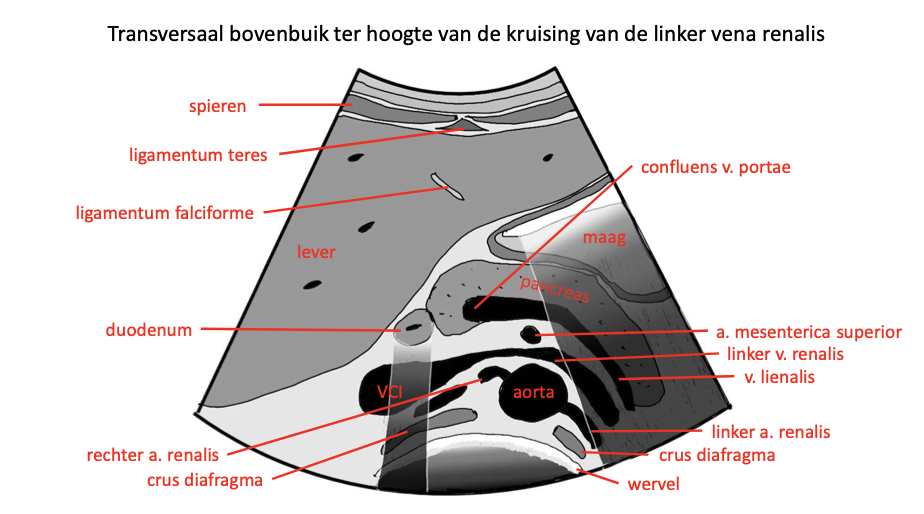 Transversaal bovenbuik ter hoogte van de kruising van de linker vena renalis
spieren
ligamentum teres
confluens v. portae
ligamentum falciforme
maag
lever
pancreas
duodenum
a. mesenterica superior
linker v. renalis
v. lienalis
VCI
aorta
linker a. renalis
rechter a. renalis
crus diafragma
crus diafragma
wervel